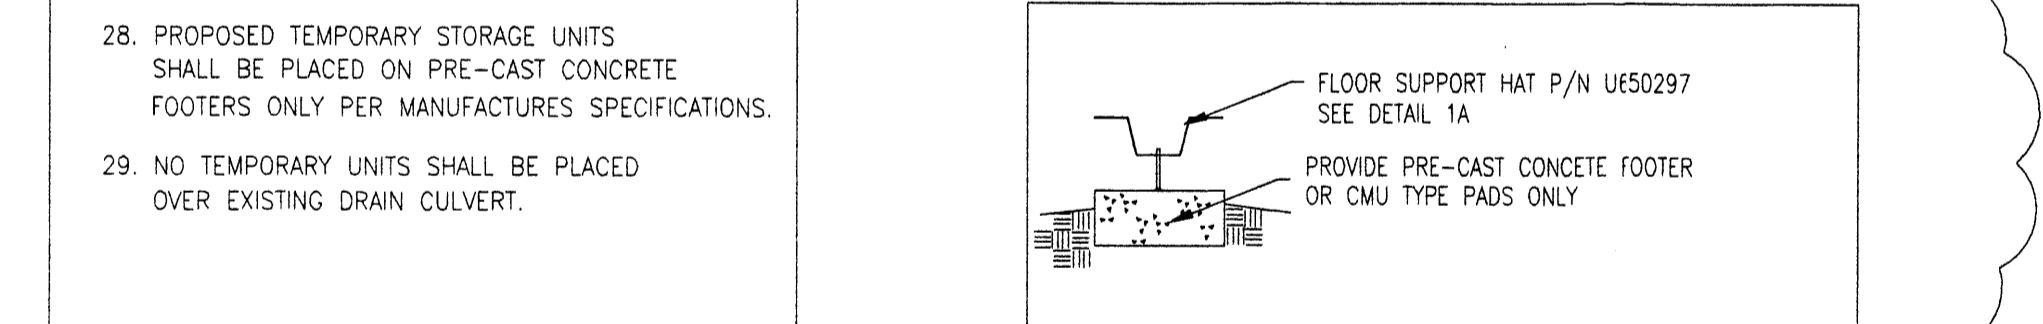 28. PROPOSED TEMPORARY STORAGE UNITS
SHALL BE PLACED ON PRE-CAST CONCRETE
FOOTERS ONLY PER MANUFACTURES SPECIFICATIONS.
29. NO TEMPORARY UNITS SHALL BE PLACED
OVER EXISTING DRAIN CULVERT.
FLOOR SUPPORT HAT P/N U650297
SEE DETAIL 1A
PROVIDE PRE-CAST CONCETE FOOTER
OR CMU TYPE PADS ONLY